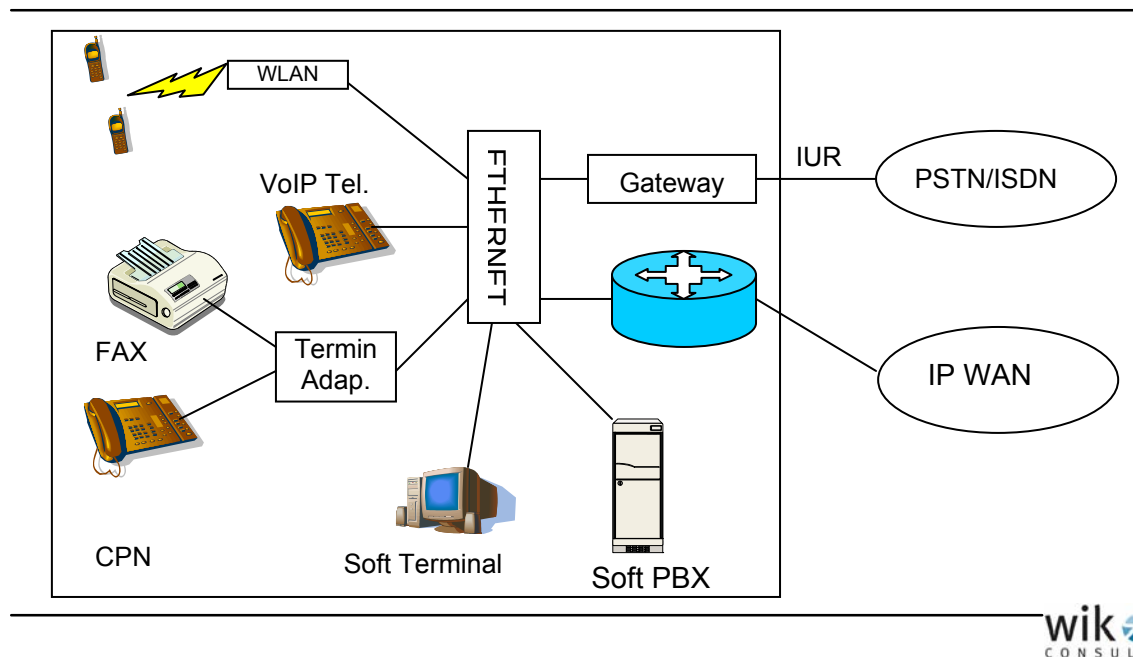 WLAN
IUR
PSTN/ISDN
Gateway
VoIP Tel.
FTHFRNFT
FAX
Termin
Adap.
IP WAN
CPN
Soft Terminal
Soft PBX
wik
CONSUL